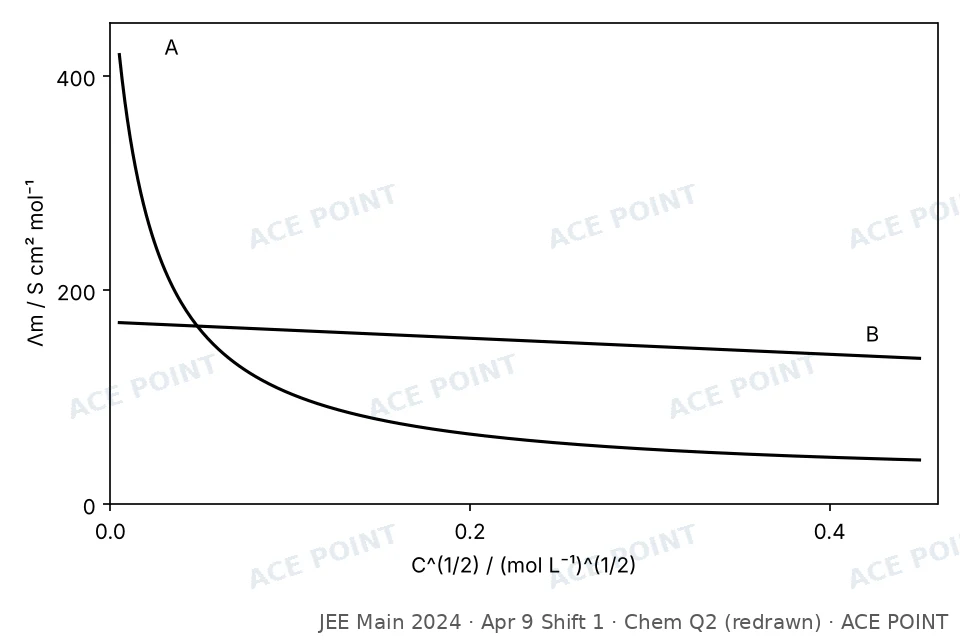 A
400
Λm / S cm² mol⁻¹
200
B
0
0.0
0.2
0.4
C^(1/2) / (mol L⁻¹)^(1/2)
ACE POINT
ACE POINT
ACE POINT
ACE POINT
ACE POINT
ACE POINT
ACE POINT
ACE POINT
ACE POINT
JEE Main 2024 · Apr 9 Shift 1 · Chem Q2 (redrawn) · ACE POINT